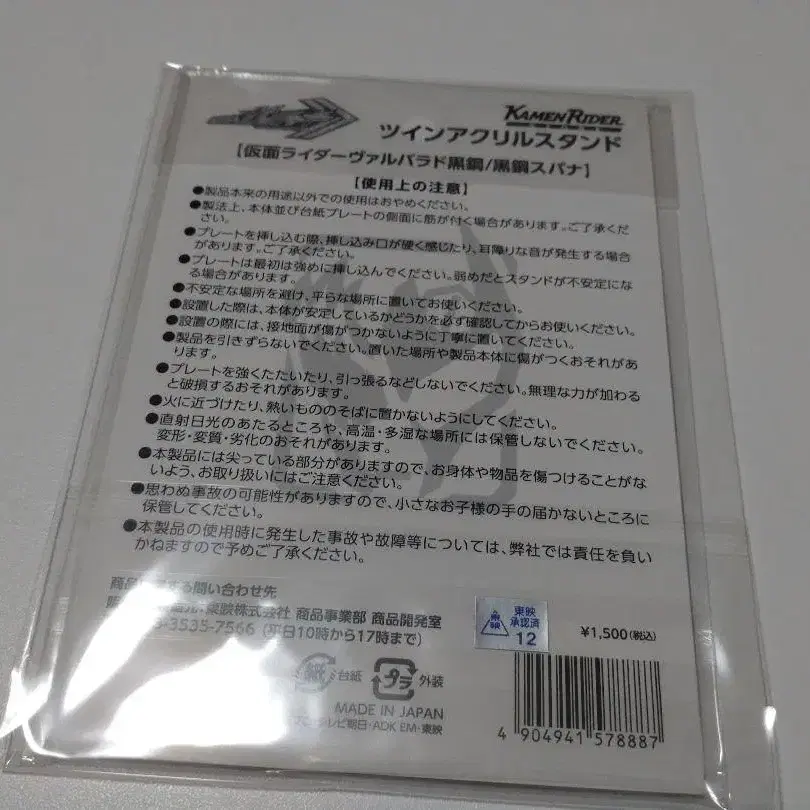 KAMEN RIDER
ツインアクリルスタンド
【仮面ライダーヴァルバラド黒鋼/黒鋼スパナ】
【使用上の注意】
●製品本来の用途以外での使用はおやめください。
●製法上、本体並び台紙プレートの側面に筋が付く場合があります。ご了承くだ
さい。
●プレートを挿し込む際、挿し込み口が硬く感じたり、耳障りな音が発生する場合
があります。ご了承ください。
●プレートは最初は強めに挿し込んでください。弱めだとスタンドが不安定にな
る場合があります。
●不安定な場所を避け、平らな場所に置いてお使いください。
●設置した際は、本体が安定しているかどうかを必ず確認してからお使いください。
●設置の際には、接地面が傷がつかないように丁寧に置いてください。
●製品を引きずらないでください。置いた場所や製品本体に傷がつくおそれがあ
ります。
●プレートを強くたたいたり、引っ張るなどしないでください。無理な力が加わる
と破損するおそれがあります。
●火に近づけたり、熱いもののそばに置かないようにしてください。
●直射日光のあたるところや、高温・多湿な場所には保管しないでください。
変形・変質・劣化のおそれがあります。
●本製品には尖っている部分がありますので、お身体や物品を傷つけることがな
いよう、お取り扱いにはご注意ください。
●思わぬ事故の可能性がありますので、小さなお子様の手の届かないところに
保管してください。
●本製品の使用時に発生した事故や故障等については、弊社では責任を負い
かねますので予めご了承ください。
商品 する問い合わせ先
販 元:東映株式会社 商品事業部 商品開発室
3-3535-7566 (平日10時から17時まで)
東映
承認済
12
¥1,500(税込)
紙 台紙
プラ 外装
MADE IN JAPAN
テレビ朝日・ADK EM・東映
4 904941 578887